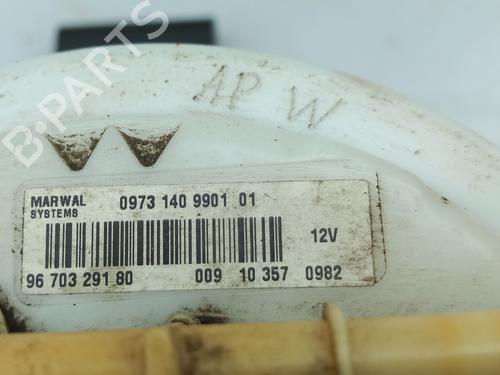 AP W
B-PARTS
MARWAL
SYSTEMS
0973 140 9901 01
12V
96 703 291 80
009 10 357 0982